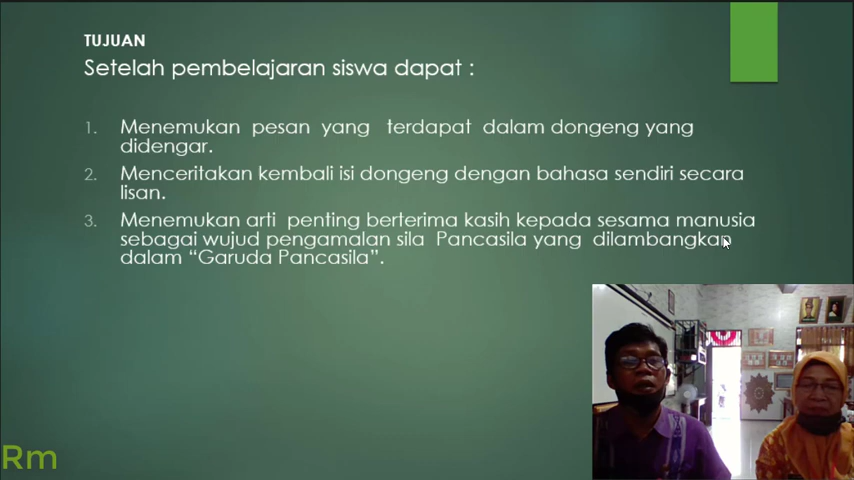 TUJUAN
Setelah pembelajaran siswa dapat :
1. Menemukan pesan yang terdapat dalam dongeng yang
didengar.
2. Menceritakan kembali isi dongeng dengan bahasa sendiri secara
lisan.
3. Menemukan arti penting berterima kasih kepada sesama manusia
sebagai wujud pengamalan sila Pancasila yang dilambangkan
dalam “Garuda Pancasila”.
Rm